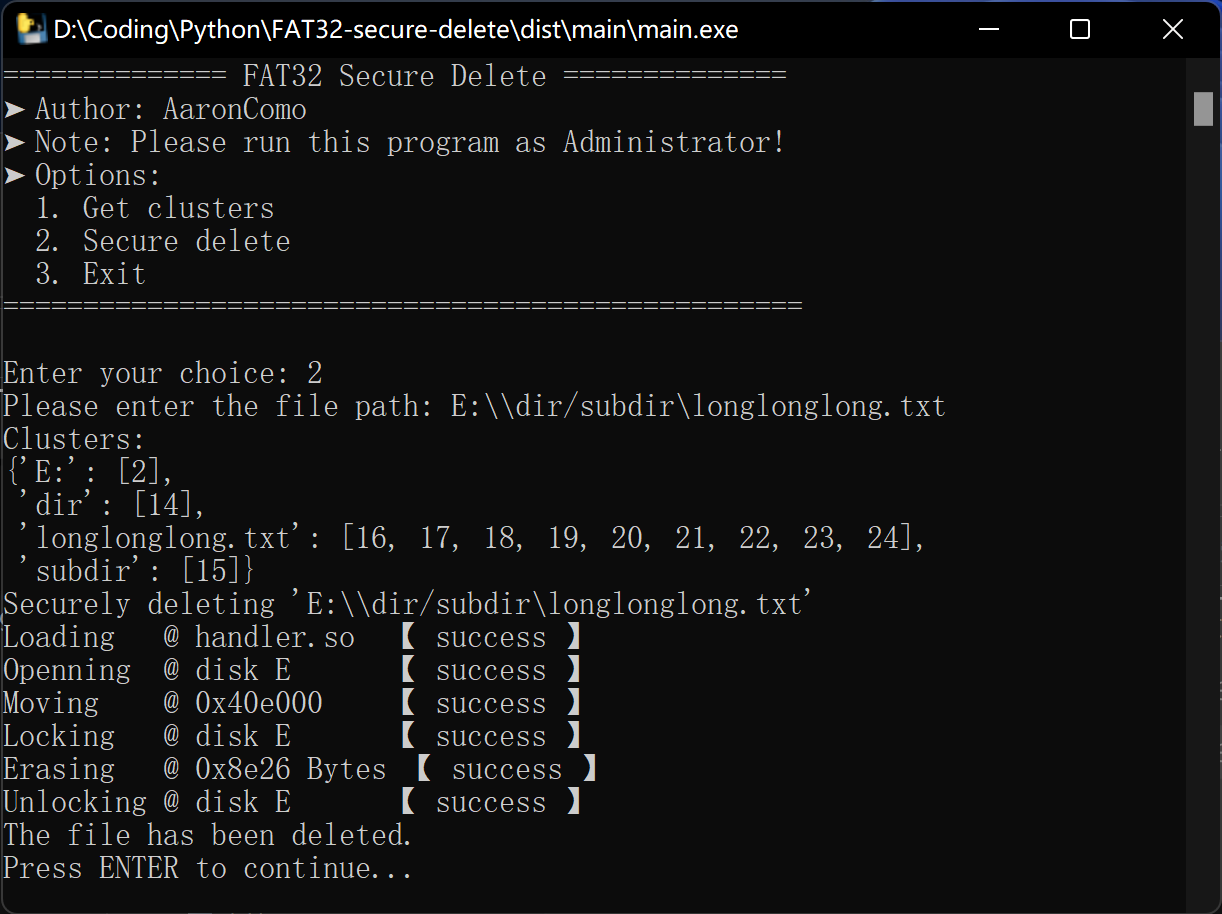 D:\Coding\Python\FAT32-secure-delete\dist\main\main.exe
============== FAT32 Secure Delete ==============
➤ Author: AaronComo
➤ Note: Please run this program as Administrator!
➤ Options:
  1. Get clusters
  2. Secure delete
  3. Exit
==================================================
Enter your choice: 2
Please enter the file path: E:\\dir/subdir\longlonglong.txt
Clusters:
{'E:': [2],
 'dir': [14],
 'longlonglong.txt': [16, 17, 18, 19, 20, 21, 22, 23, 24],
 'subdir': [15]}
Securely deleting 'E:\\dir/subdir\longlonglong.txt'
Loading   @ handler.so  【 success 】
Openning  @ disk E      【 success 】
Moving    @ 0x40e000    【 success 】
Locking   @ disk E      【 success 】
Erasing   @ 0x8e26 Bytes 【 success 】
Unlocking @ disk E      【 success 】
The file has been deleted.
Press ENTER to continue...